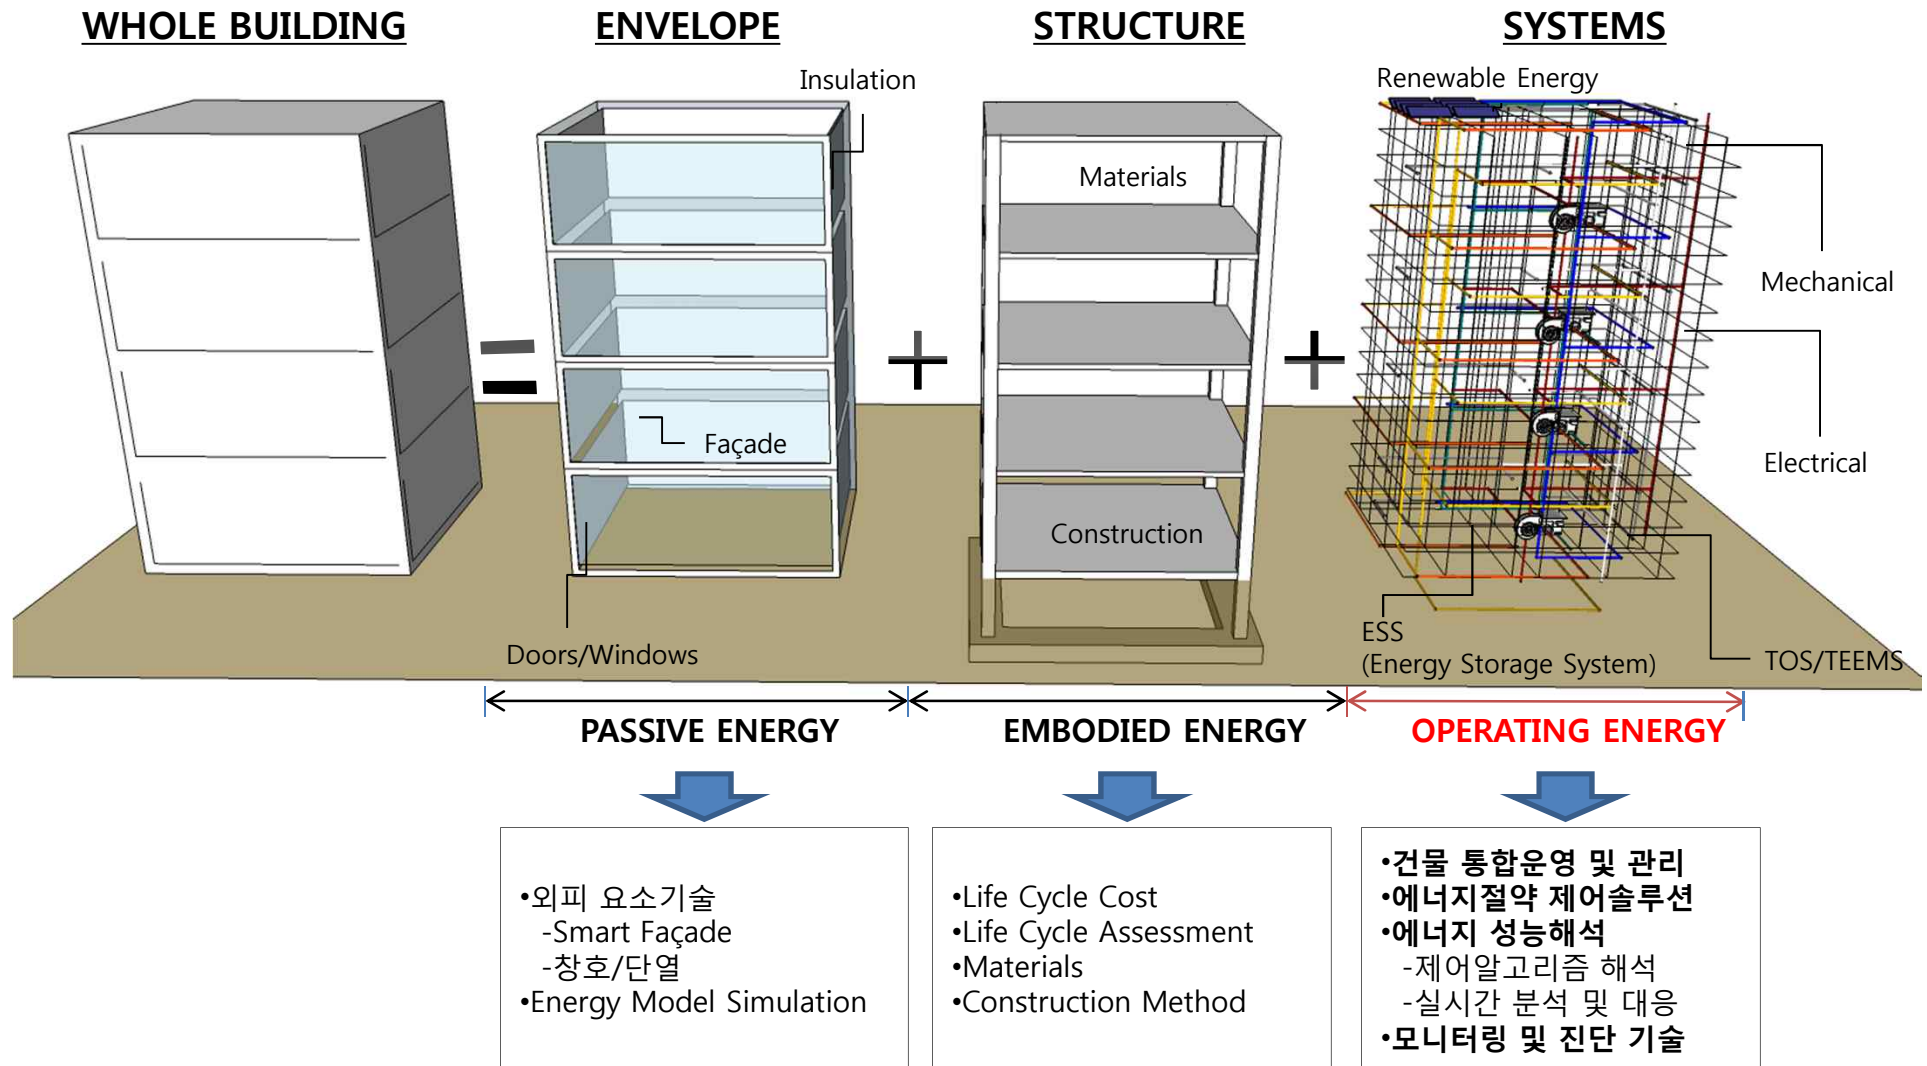 WHOLE BUILDING
ENVELOPE
STRUCTURE
SYSTEMS
Insulation
Façade
Doors/Windows
Materials
Construction
Renewable Energy
Mechanical
Electrical
ESS
(Energy Storage System)
TOS/TEEMS
PASSIVE ENERGY
EMBODIED ENERGY
OPERATING ENERGY
•외피 요소기술
-Smart Façade
-창호/단열
•Energy Model Simulation
•Life Cycle Cost
•Life Cycle Assessment
•Materials
•Construction Method
•건물 통합운영 및 관리
•에너지절약 제어솔루션
•에너지 성능해석
-제어알고리즘 해석
-실시간 분석 및 대응
•모니터링 및 진단 기술